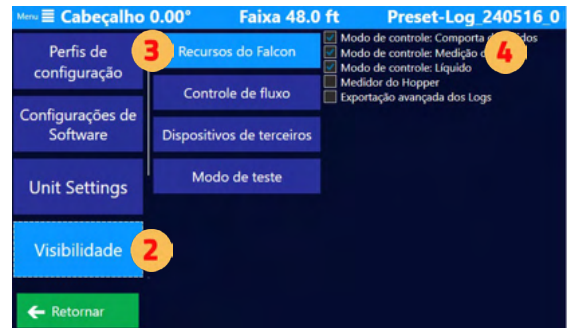 Menu ≡ Cabeçalho 0.00° Faixa 48.0 ft Preset-Log_240516_0
Perfis de
configuração
Configurações de
Software
Unit Settings
Visibilidade 2
← Retornar
3 Recursos do Falcon
Controle de fluxo
Dispositivos de terceiros
Modo de teste
Modo de controle: Comporta de
4
Modo de controle: Medição
Modo de controle: Líquido
Medidor do Hopper
Exportação avançada dos Logs